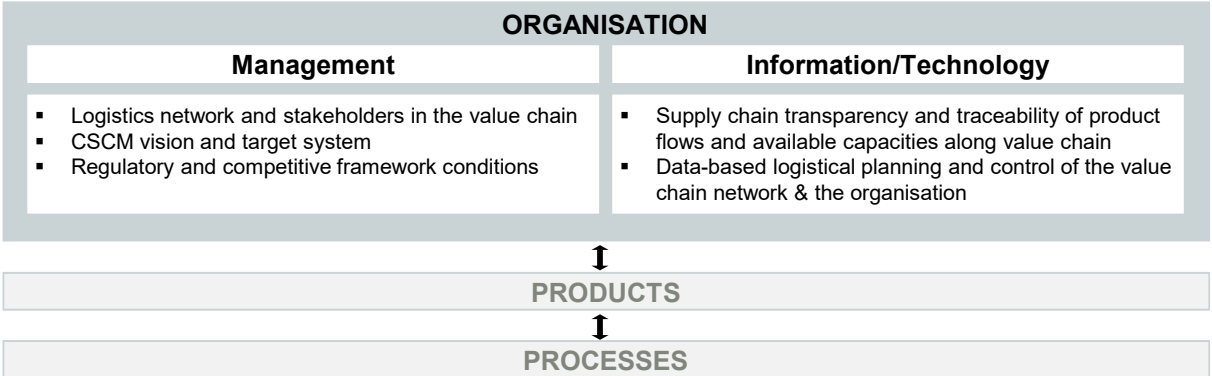 ORGANISATION
Management
▪ Logistics network and stakeholders in the value chain
▪ CSCM vision and target system
▪ Regulatory and competitive framework conditions
Information/Technology
▪ Supply chain transparency and traceability of product
flows and available capacities along value chain
▪ Data-based logistical planning and control of the value
chain network & the organisation
PRODUCTS
PROCESSES